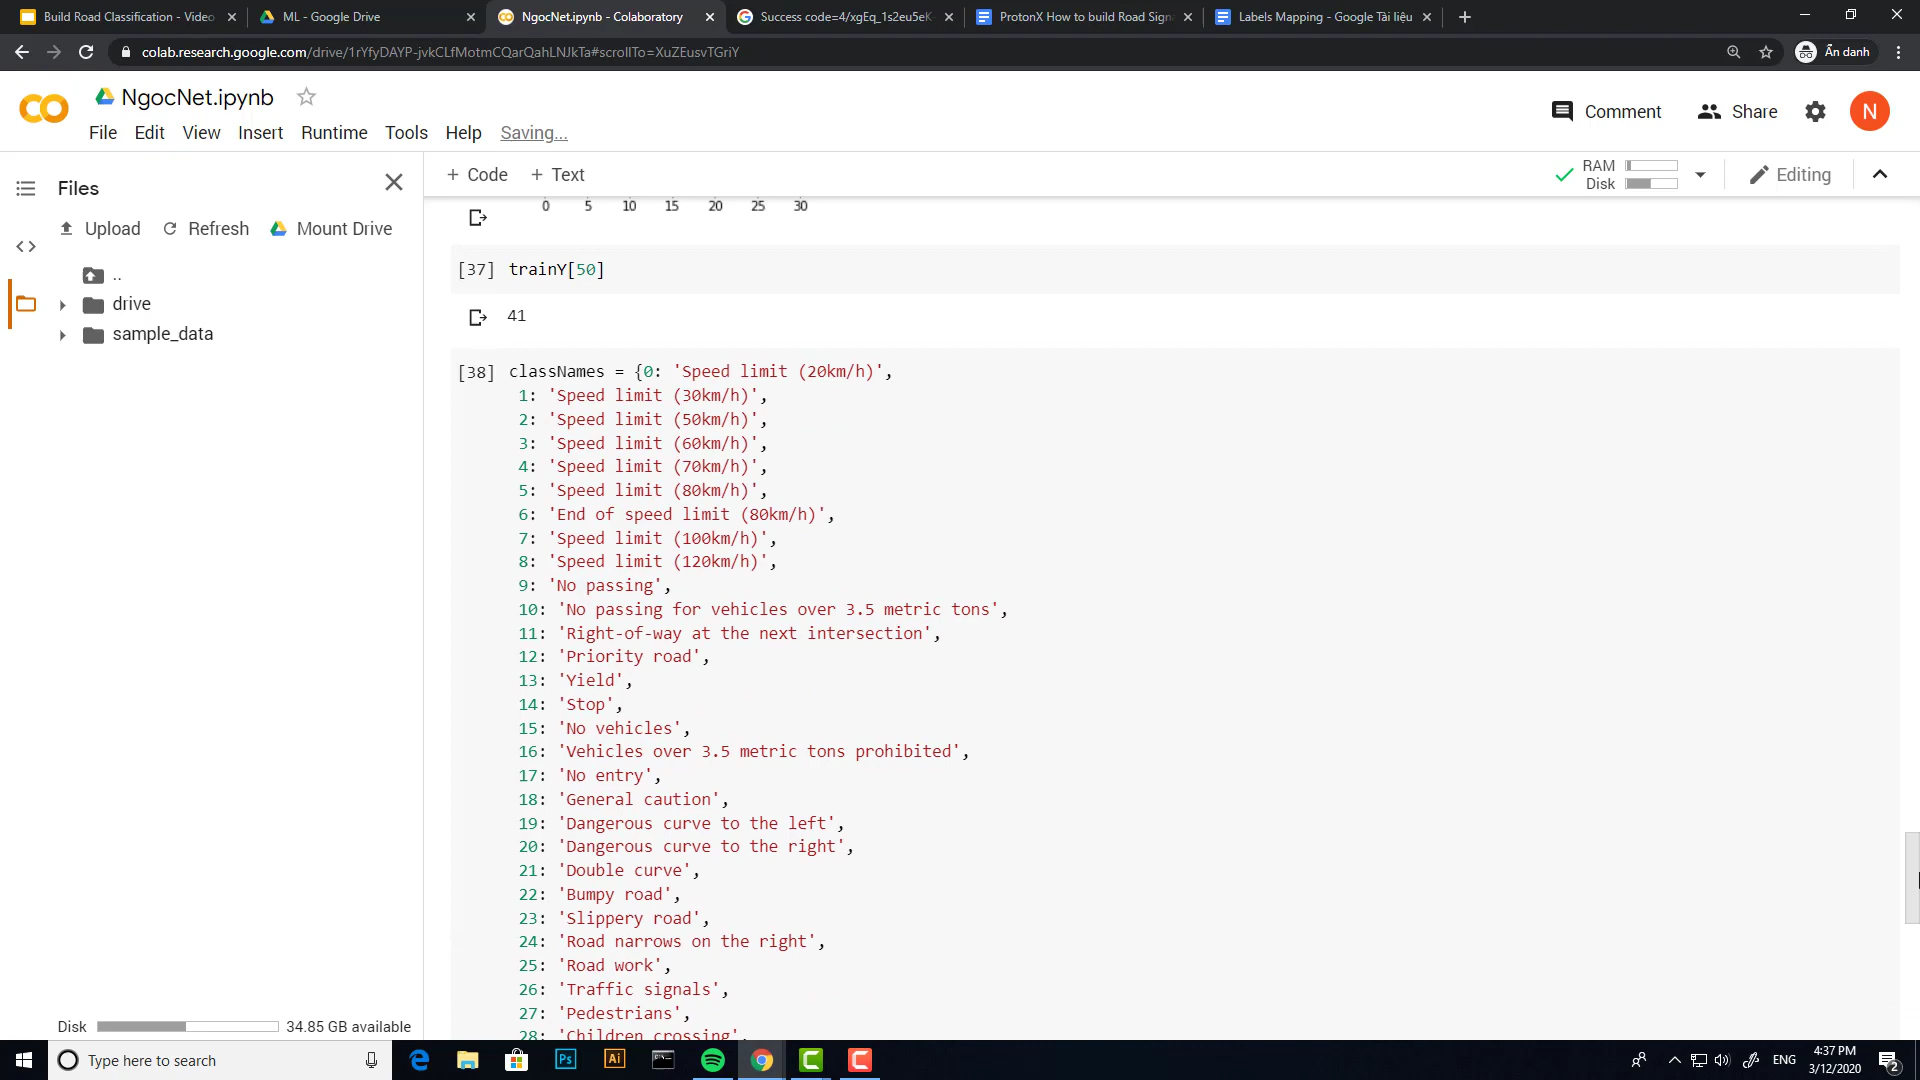 Build Road Classification - Video
ML - Google Drive
NgocNet.ipynb - Colaboratory
Success code=4/xgEq_1s2eu5eK
ProtonX How to build Road Sign
Labels Mapping - Google Tài liệu
colab.research.google.com/drive/1rYfyDAYP-jvkCLfMotmCQarQahLNJkTa#scrollTo=XuZEusvTGriY
Ẩn danh
NgocNet.ipynb
Comment
Share
N
File Edit View Insert Runtime Tools Help Saving...
Files
+ Code + Text
RAM
Disk
Editing
Upload Refresh Mount Drive
..
drive
sample_data
0 5 10 15 20 25 30
[37] trainY[50]
41
[38] classNames = {0: 'Speed limit (20km/h)',
1: 'Speed limit (30km/h)',
2: 'Speed limit (50km/h)',
3: 'Speed limit (60km/h)',
4: 'Speed limit (70km/h)',
5: 'Speed limit (80km/h)',
6: 'End of speed limit (80km/h)',
7: 'Speed limit (100km/h)',
8: 'Speed limit (120km/h)',
9: 'No passing',
10: 'No passing for vehicles over 3.5 metric tons',
11: 'Right-of-way at the next intersection',
12: 'Priority road',
13: 'Yield',
14: 'Stop',
15: 'No vehicles',
16: 'Vehicles over 3.5 metric tons prohibited',
17: 'No entry',
18: 'General caution',
19: 'Dangerous curve to the left',
20: 'Dangerous curve to the right',
21: 'Double curve',
22: 'Bumpy road',
23: 'Slippery road',
24: 'Road narrows on the right',
25: 'Road work',
26: 'Traffic signals',
27: 'Pedestrians',
28: 'Children crossing',
Disk 34.85 GB available
Type here to search
Ps
Ai
ENG
4:37 PM
3/12/2020
2